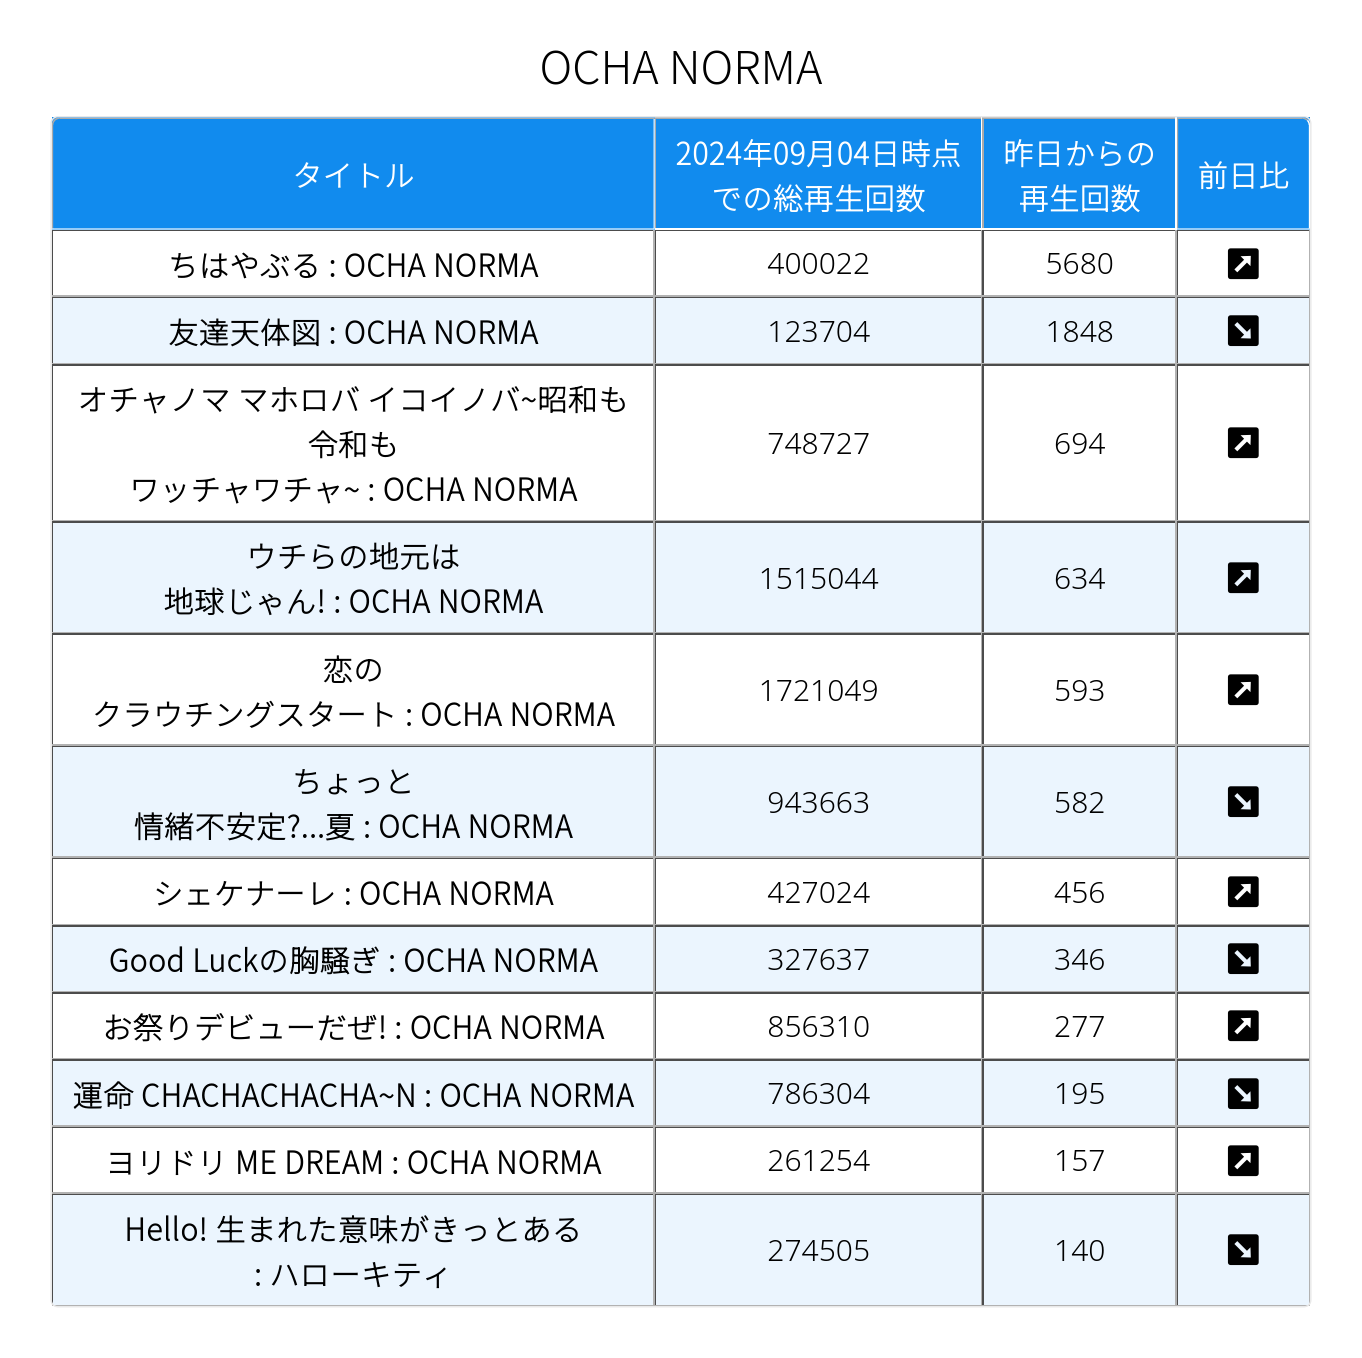 OCHA NORMA
タイトル
2024年09月04日時点
での総再生回数
昨日からの
再生回数
前日比
ちはやぶる : OCHA NORMA
400022
5680
友達天体図 : OCHA NORMA
123704
1848
オチャノマ マホロバ イコイノバ~昭和も
令和も
ワッチャワチャ~ : OCHA NORMA
748727
694
ウチらの地元は
地球じゃん! : OCHA NORMA
1515044
634
恋の
クラウチングスタート : OCHA NORMA
1721049
593
ちょっと
情緒不安定?...夏 : OCHA NORMA
943663
582
シェケナーレ : OCHA NORMA
427024
456
Good Luckの胸騒ぎ : OCHA NORMA
327637
346
お祭りデビューだぜ! : OCHA NORMA
856310
277
運命 CHACHACHACHA~N : OCHA NORMA
786304
195
ヨリドリ ME DREAM : OCHA NORMA
261254
157
Hello! 生まれた意味がきっとある
: ハローキティ
274505
140